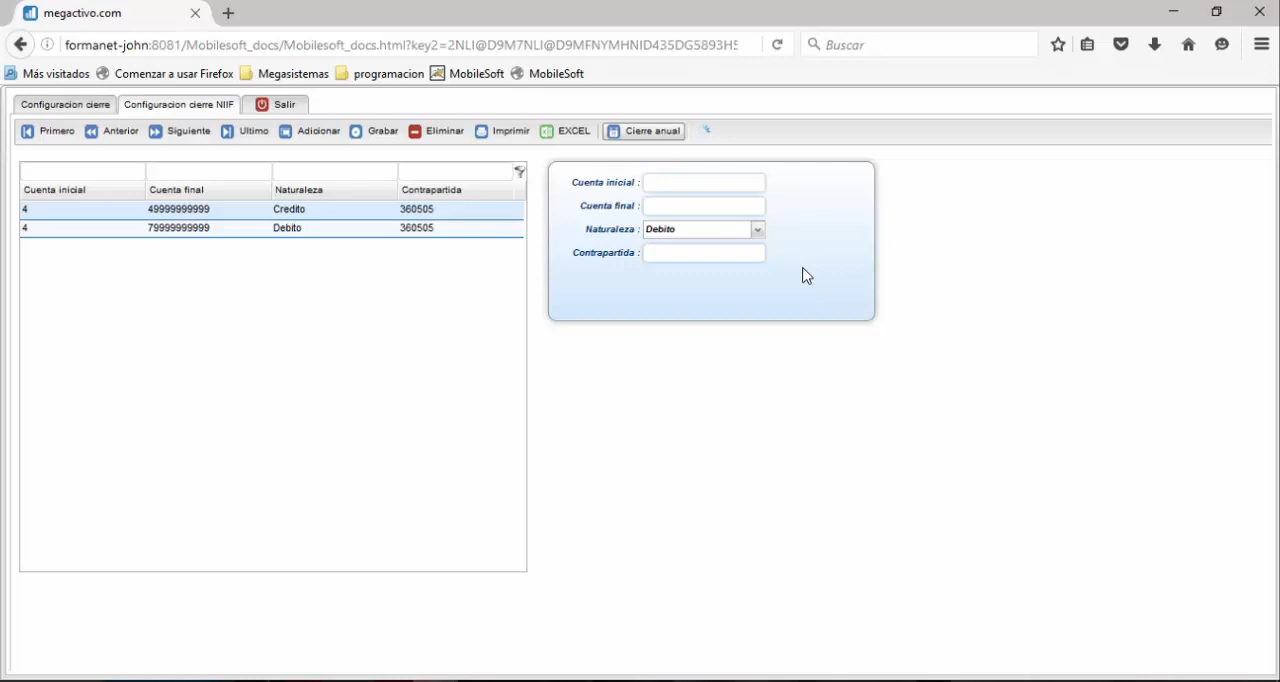 megactivo.com
formanet-john:8081/Mobilesoft_docs/Mobilesoft_docs.html?key2=2NLI@D9M7NLI@D9MFNYMHNID435DG5893H5
Buscar
Más visitados Comenzar a usar Firefox Megasistemas programacion MobileSoft MobileSoft
Configuracion cierre Configuracion cierre NIIF Salir
Primero Anterior Siguiente Ultimo Adicionar Grabar Eliminar Imprimir EXCEL Cierre anual
Cuenta inicial Cuenta final Naturaleza Contrapartida
4 49999999999 Credito 360505
4 79999999999 Debito 360505
Cuenta inicial :
Cuenta final :
Naturaleza : Debito
Contrapartida :